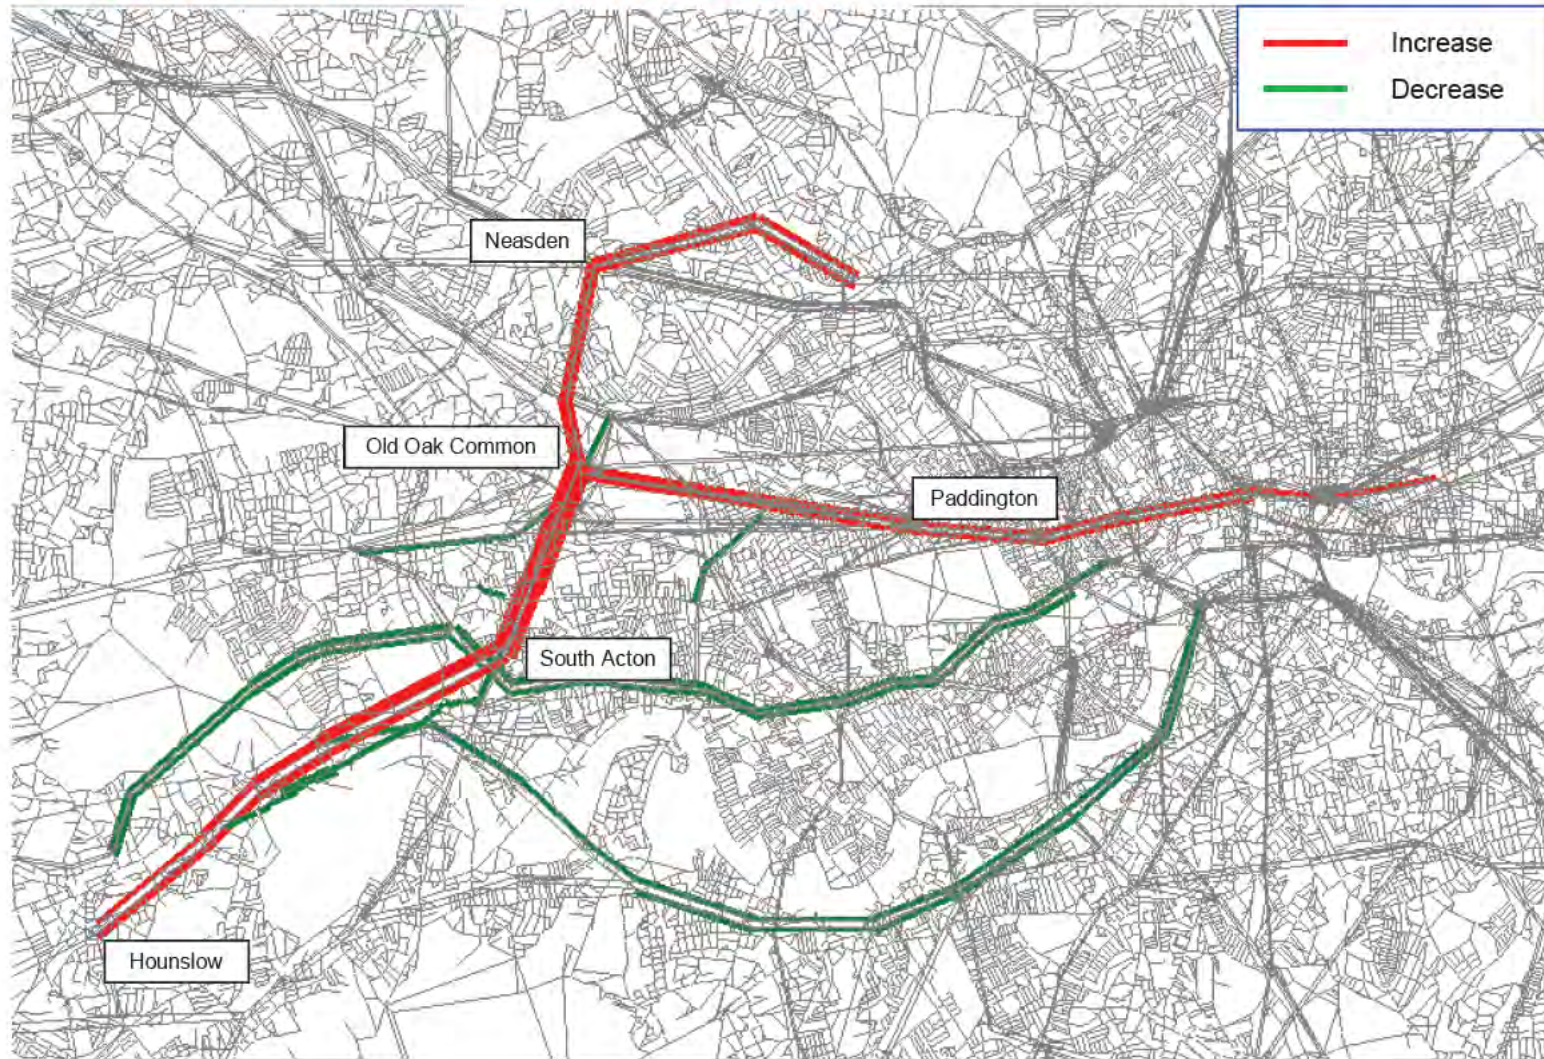 Increase
Decrease
Neasden
Old Oak Common
Paddington
South Acton
Hounslow